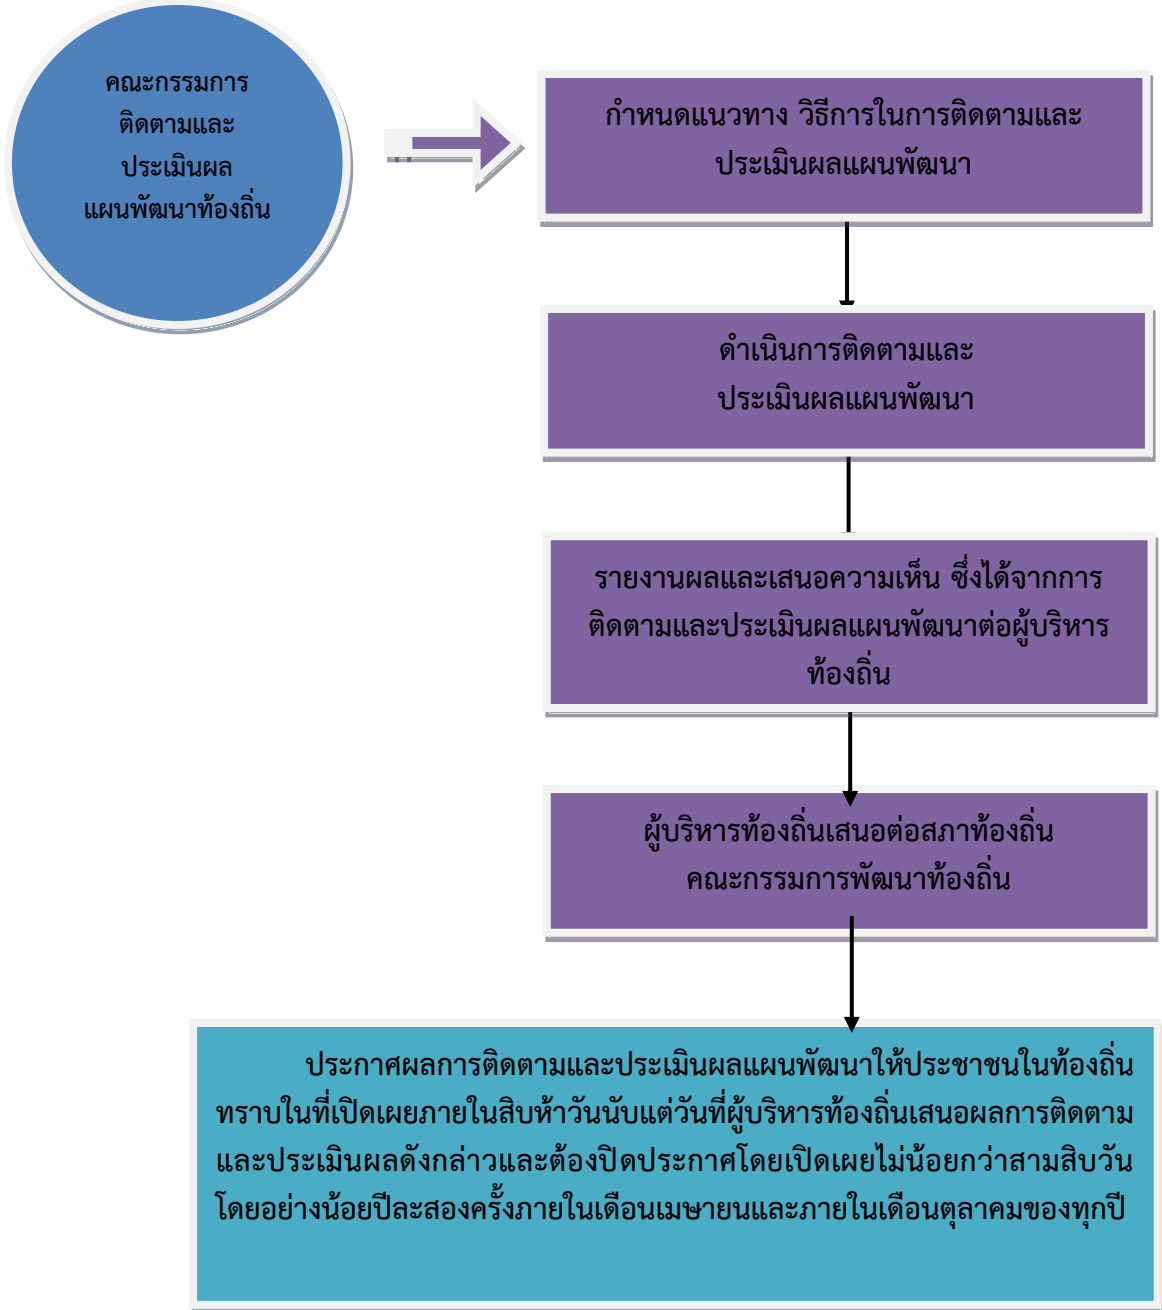 คณะกรรมการ
ติดตามและ
ประเมินผล
แผนพัฒนาท้องถิ่น
กำหนดแนวทาง วิธีการในการติดตามและ
ประเมินผลแผนพัฒนา
ดำเนินการติดตามและ
ประเมินผลแผนพัฒนา
รายงานผลและเสนอความเห็น ซึ่งได้จากการ
ติดตามและประเมินผลแผนพัฒนาต่อผู้บริหาร
ท้องถิ่น
ผู้บริหารท้องถิ่นเสนอต่อสภาท้องถิ่น
คณะกรรมการพัฒนาท้องถิ่น
ประกาศผลการติดตามและประเมินผลแผนพัฒนาให้ประชาชนในท้องถิ่น
ทราบในที่เปิดเผยภายในสิบห้าวันนับแต่วันที่ผู้บริหารท้องถิ่นเสนอผลการติดตาม
และประเมินผลดังกล่าวและต้องปิดประกาศโดยเปิดเผยไม่น้อยกว่าสามสิบวัน
โดยอย่างน้อยปีละสองครั้งภายในเดือนเมษายนและภายในเดือนตุลาคมของทุกปี